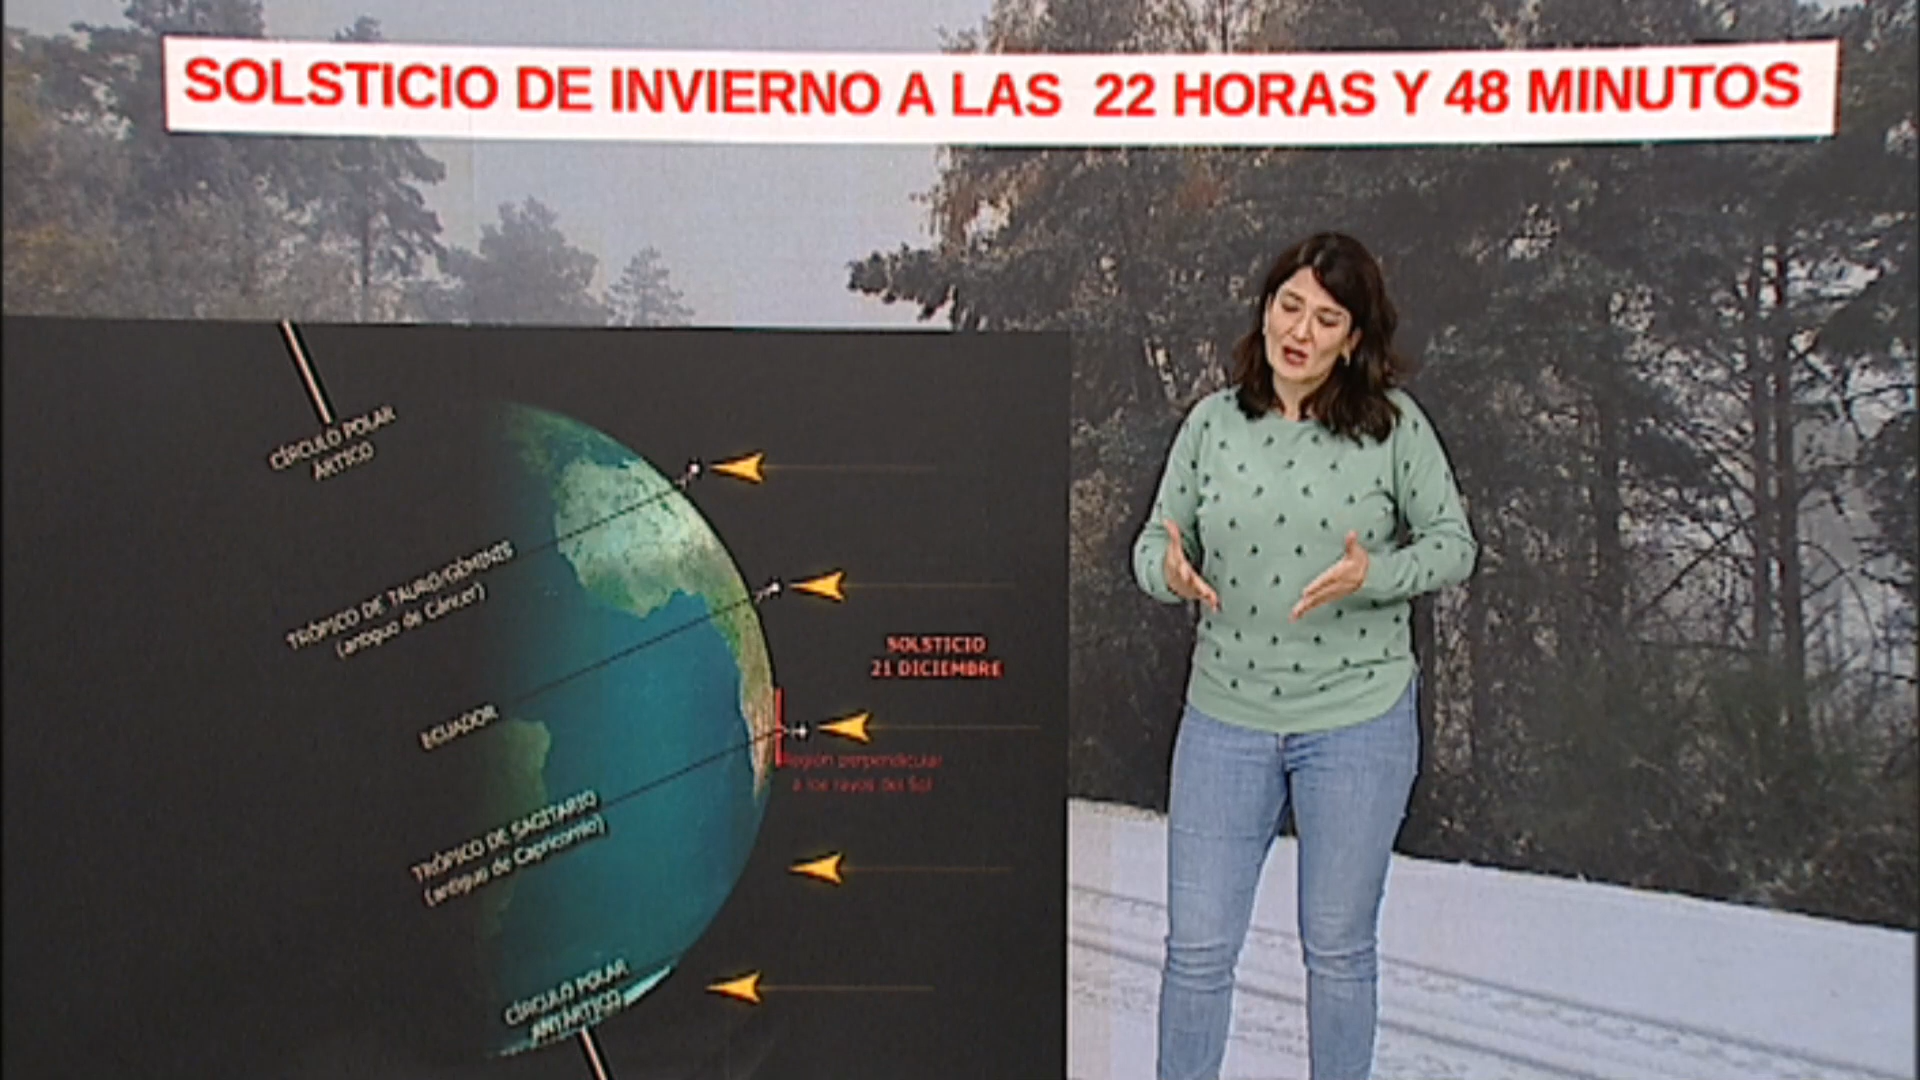 SOLSTICIO DE INVIERNO A LAS 22 HORAS Y 48 MINUTOS
CÍRCULO POLAR
ÁRTICO
TRÓPICO DE TAURO/GÉMINIS
(antiguo de Cáncer)
SOLSTICIO
21 DICIEMBRE
ECUADOR
Región perpendicular
a los rayos del Sol
TRÓPICO DE SAGITARIO
(antiguo de Capricornio)
CÍRCULO POLAR
ANTÁRTICO